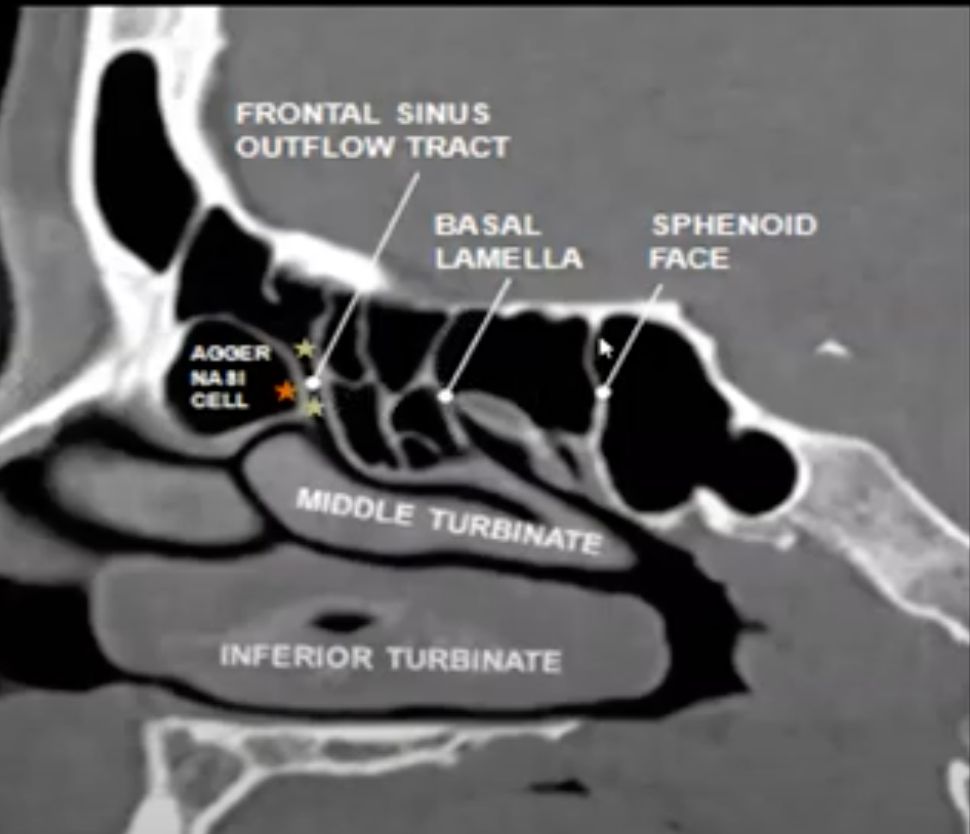 FRONTAL SINUS
OUTFLOW TRACT
BASAL
LAMELLA
SPHENOID
FACE
AGGER
NASI
CELL
MIDDLE TURBINATE
INFERIOR TURBINATE